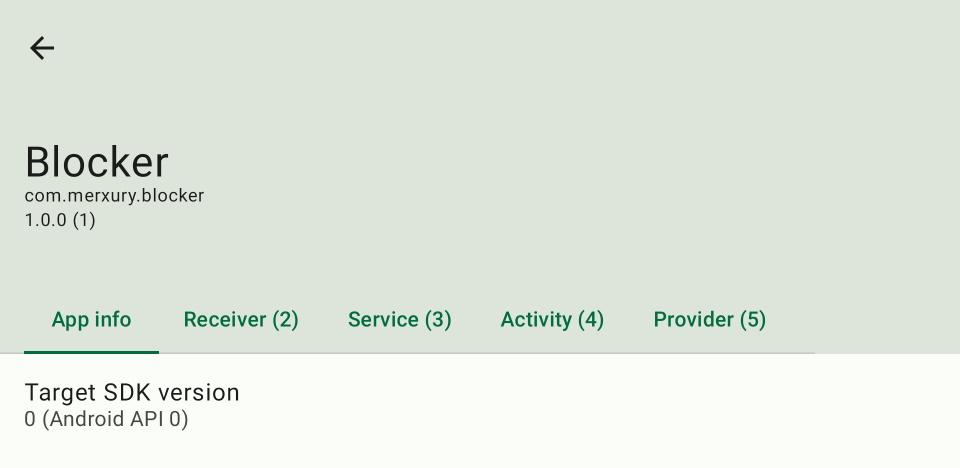 Blocker
com.merxury.blocker
1.0.0 (1)
App info Receiver (2) Service (3) Activity (4) Provider (5)
Target SDK version
0 (Android API 0)